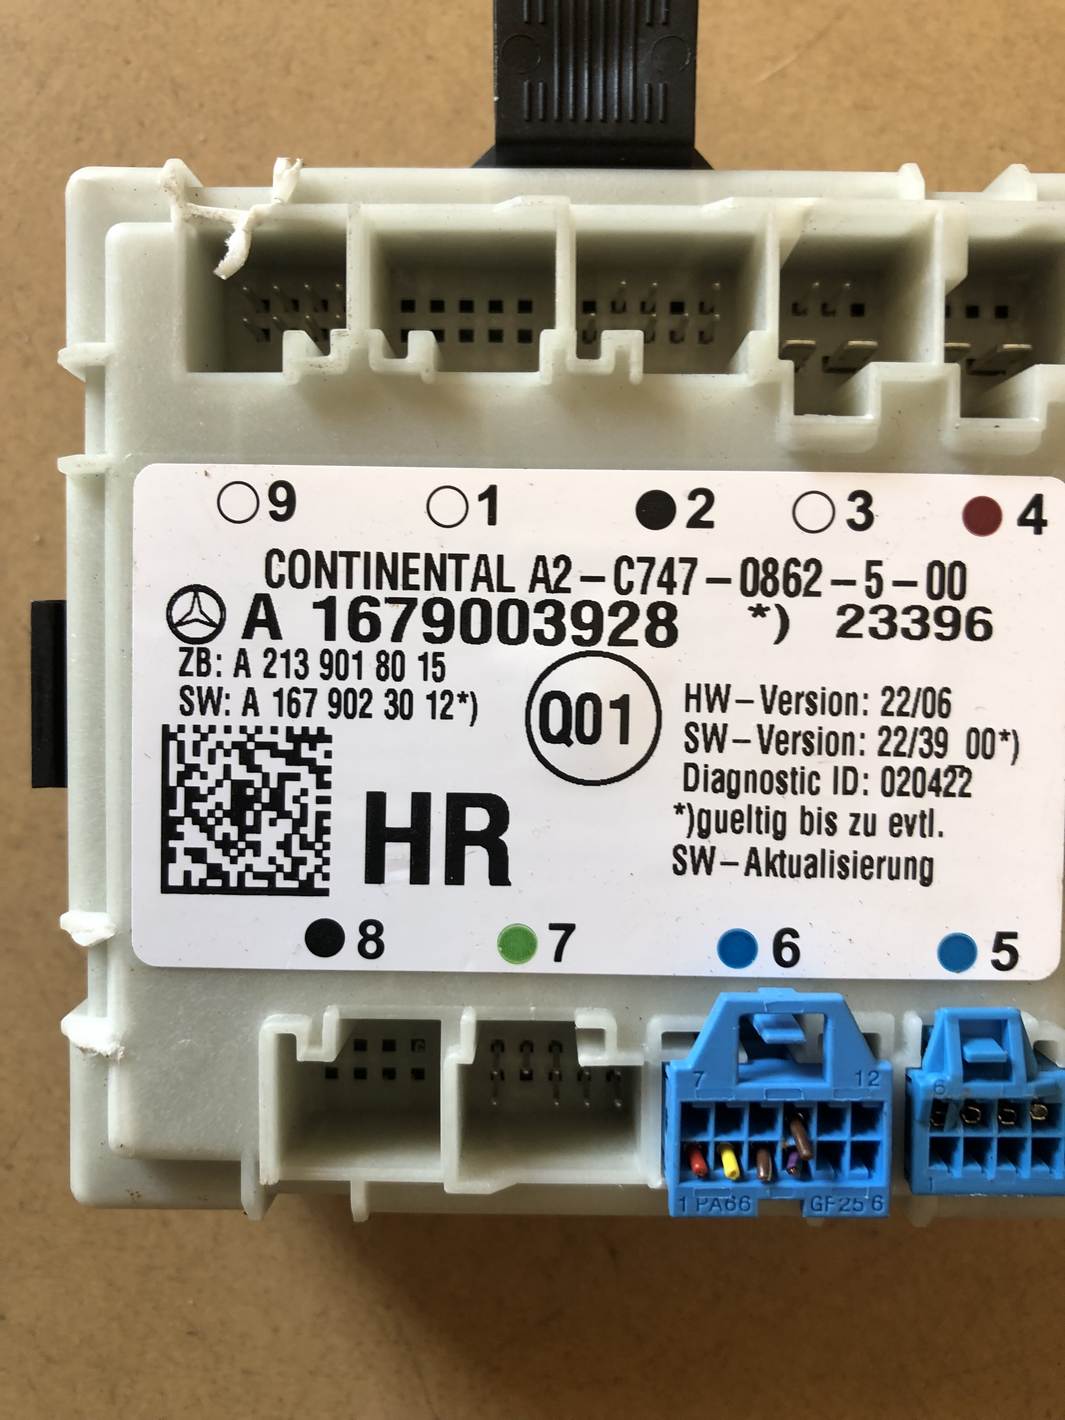 9 1 2 3 4
CONTINENTAL A2-C747-0862-5-00
A 1679003928 *) 23396
ZB: A 213 901 80 15
SW: A 167 902 30 12*)
Q01
HW-Version: 22/06
SW-Version: 22/39 00*)
Diagnostic ID: 020422
*)gueltig bis zu evtl.
SW-Aktualisierung
HR
8 7 6 5
7 12
6
1 PA66 GF25 6
1